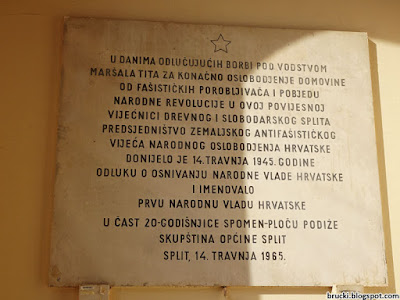 U DANIMA ODLUČUJUĆIH BORBI POD VODSTVOM
MARŠALA TITA ZA KONAČNO OSLOBODJENJE DOMOVINE
OD FAŠISTIČKIH POROBLJIVAČA I POBJEDU
NARODNE REVOLUCIJE U OVOJ POVIJESNOJ
VIJEĆNICI DREVNOG I SLOBODARSKOG SPLITA
PREDSJEDNIŠTVO ZEMALJSKOG ANTIFAŠISTIČKOG
VIJEĆA NARODNOG OSLOBODJENJA HRVATSKE
DONIJELO JE 14. TRAVNJA 1945. GODINE
ODLUKU O OSNIVANJU NARODNE VLADE HRVATSKE
I IMENOVALO
PRVU NARODNU VLADU HRVATSKE
U ČAST 20-GODIŠNJICE SPOMEN-PLOČU PODIŽE
SKUPŠTINA OPĆINE SPLIT
SPLIT, 14. TRAVNJA 1965.
brucki.blogspot.com